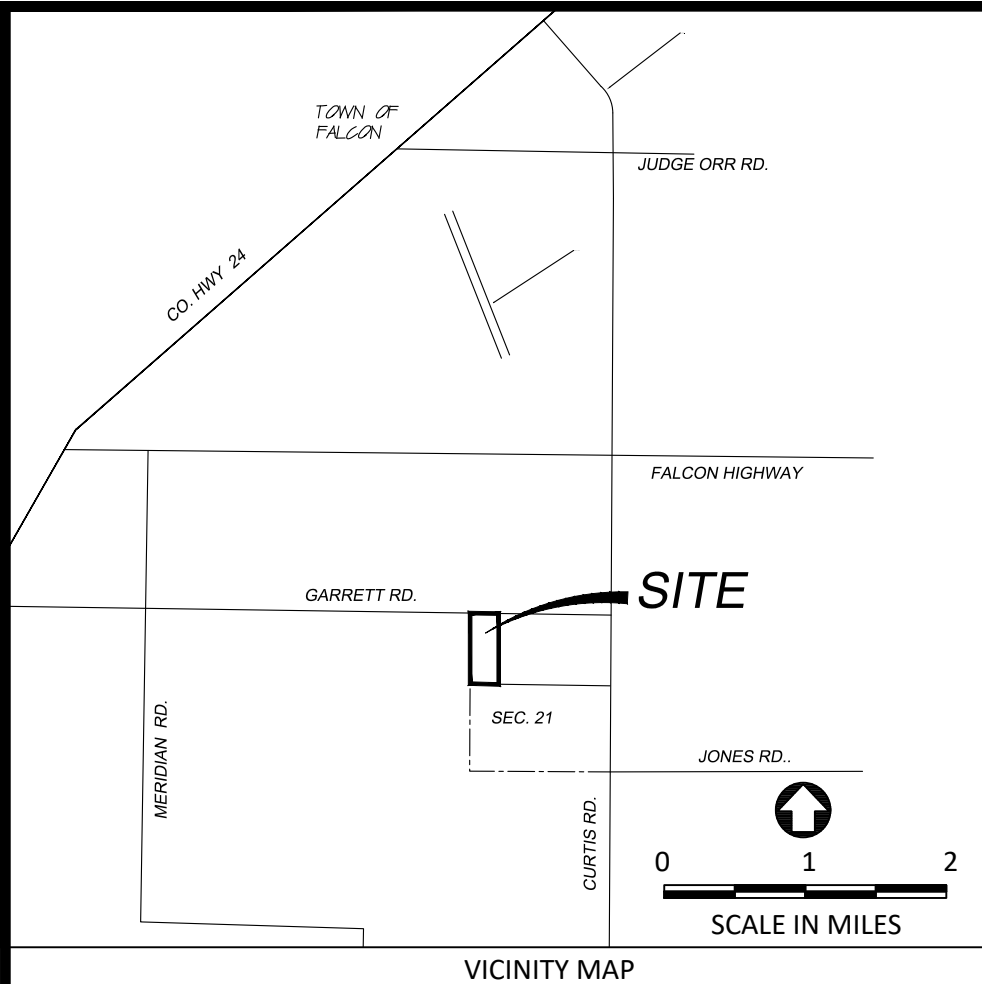 TOWN OF
FALCON
JUDGE ORR RD.
CO. HWY 24
FALCON HIGHWAY
SITE
GARRETT RD.
SEC. 21
MERIDIAN RD.
JONES RD..
CURTIS RD.
0 1 2
SCALE IN MILES
VICINITY MAP